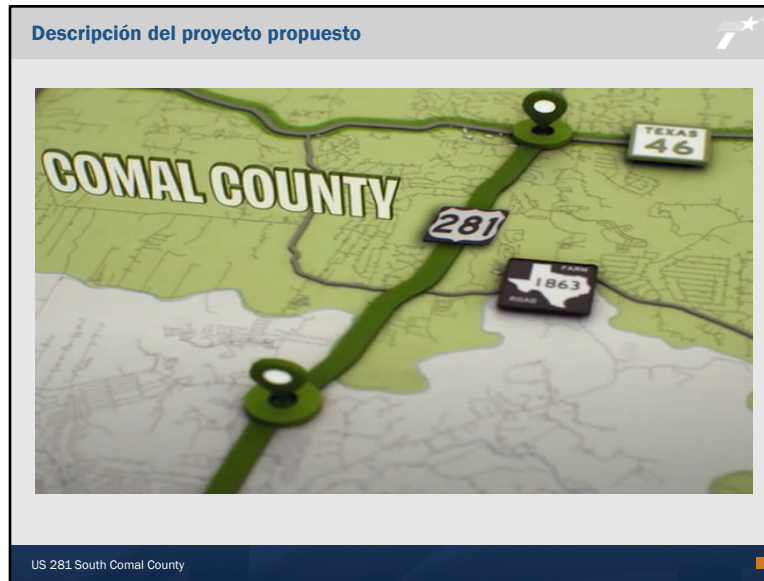 Descripción del proyecto propuesto
COMAL COUNTY
TEXAS
46
281
FARM
1863
ROAD
US 281 South Comal County